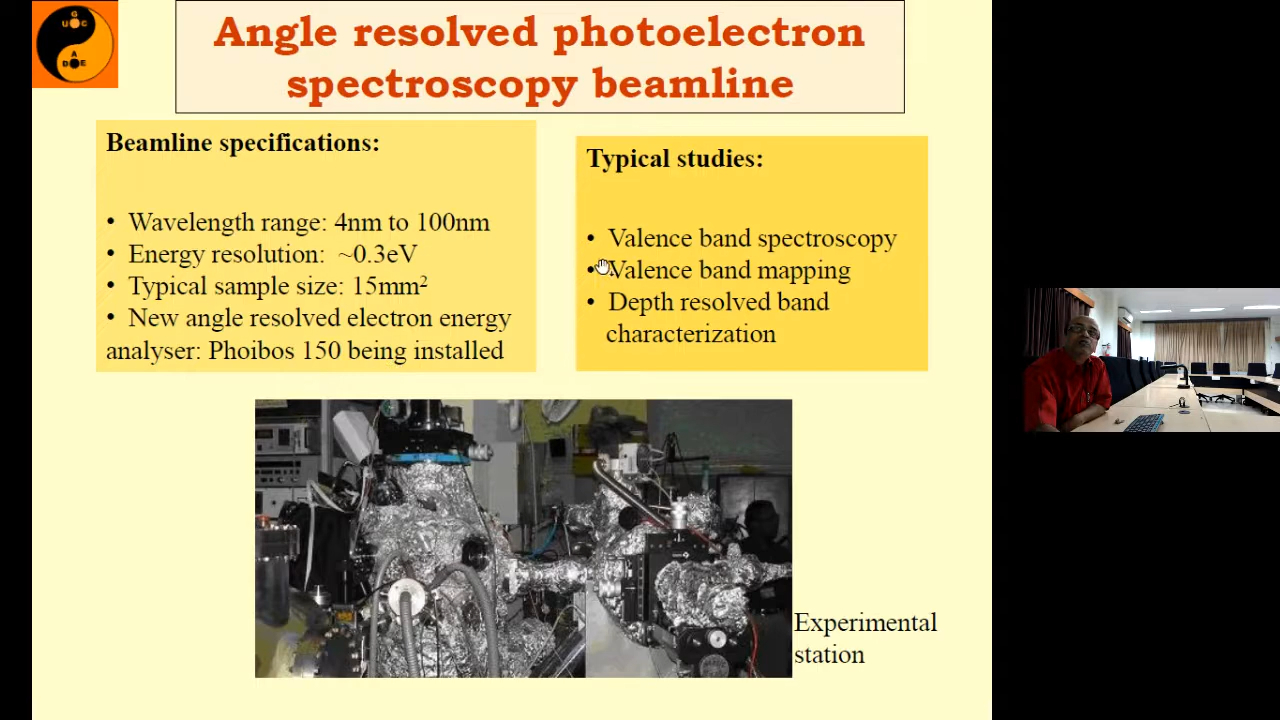 U G C
D A E
Angle resolved photoelectron
spectroscopy beamline
Beamline specifications:
• Wavelength range: 4nm to 100nm
• Energy resolution: ~0.3eV
• Typical sample size: 15mm²
• New angle resolved electron energy
analyser: Phoibos 150 being installed
Typical studies:
• Valence band spectroscopy
• Valence band mapping
• Depth resolved band
characterization
Experimental
station